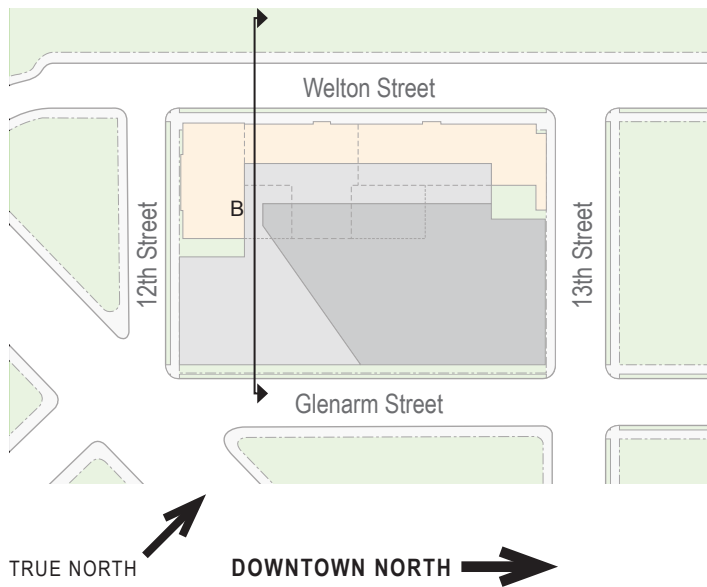 Welton Street
B
12th Street
13th Street
Glenarm Street
TRUE NORTH
DOWNTOWN NORTH